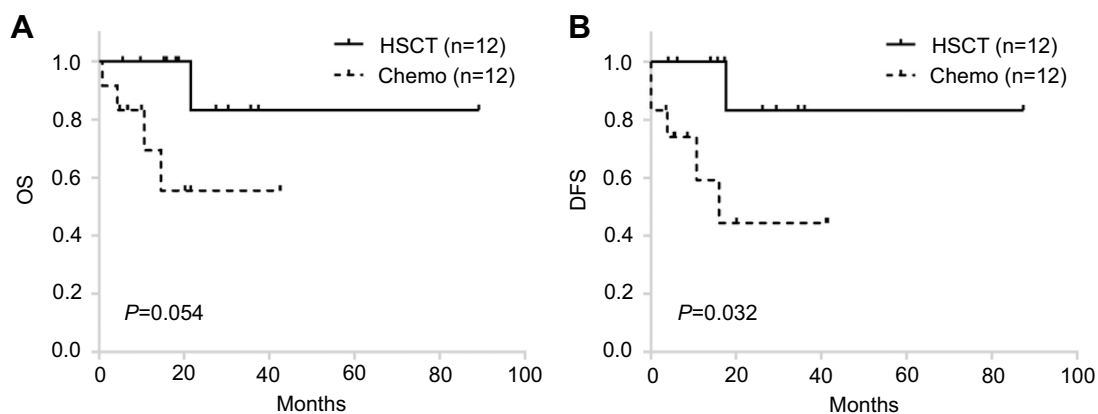 A
HSCT (n=12)
Chemo (n=12)
1.0
0.8
0.6
0.4
0.2
0.0
OS
P=0.054
0 20 40 60 80 100
Months
B
HSCT (n=12)
Chemo (n=12)
1.0
0.8
0.6
0.4
0.2
0.0
DFS
P=0.032
0 20 40 60 80 100
Months